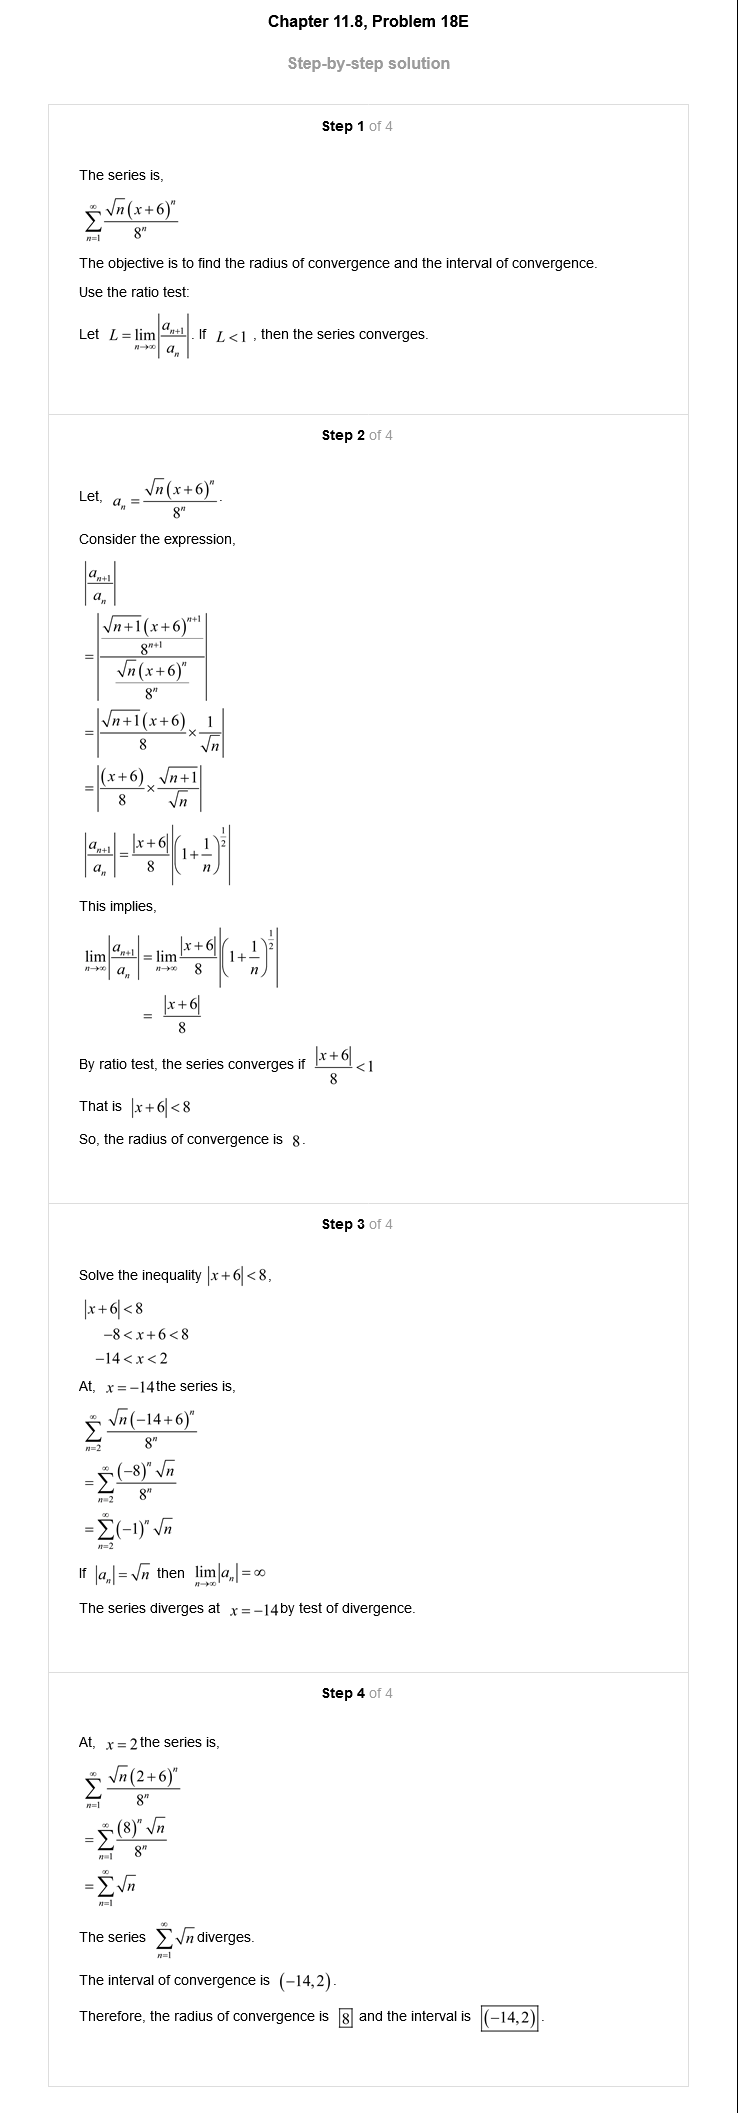 Chapter 11.8, Problem 18E
Step-by-step solution
Step 1 of 4
The series is,
$\sum_{n=1}^{\infty} \frac{\sqrt{n}(x+6)^n}{8^n}$
The objective is to find the radius of convergence and the interval of convergence.
Use the ratio test:
Let $L = \lim_{n\to\infty} \left|\frac{a_{n+1}}{a_n}\right|$. If $L < 1$, then the series converges.
Step 2 of 4
Let, $a_n = \frac{\sqrt{n}(x+6)^n}{8^n}$.
Consider the expression,
$\left|\frac{a_{n+1}}{a_n}\right|$
$= \left|\frac{\frac{\sqrt{n+1}(x+6)^{n+1}}{8^{n+1}}}{\frac{\sqrt{n}(x+6)^n}{8^n}}\right|$
$= \left|\frac{\sqrt{n+1}(x+6)}{8} \times \frac{1}{\sqrt{n}}\right|$
$= \left|\frac{(x+6)}{8} \times \frac{\sqrt{n+1}}{\sqrt{n}}\right|$
$\left|\frac{a_{n+1}}{a_n}\right| = \frac{|x+6|}{8} \left|\left(1+\frac{1}{n}\right)^{\frac{1}{2}}\right|$
This implies,
$\lim_{n\to\infty} \left|\frac{a_{n+1}}{a_n}\right| = \lim_{n\to\infty} \frac{|x+6|}{8} \left|\left(1+\frac{1}{n}\right)^{\frac{1}{2}}\right|$
$= \frac{|x+6|}{8}$
By ratio test, the series converges if $\frac{|x+6|}{8} < 1$
That is $|x+6| < 8$
So, the radius of convergence is 8.
Step 3 of 4
Solve the inequality $|x+6| < 8$,
$|x+6| < 8$
$-8 < x+6 < 8$
$-14 < x < 2$
At, $x = -14$ the series is,
$\sum_{n=2}^{\infty} \frac{\sqrt{n}(-14+6)^n}{8^n}$
$= \sum_{n=2}^{\infty} \frac{(-8)^n \sqrt{n}}{8^n}$
$= \sum_{n=2}^{\infty} (-1)^n \sqrt{n}$
If $|a_n| = \sqrt{n}$ then $\lim_{n\to\infty} |a_n| = \infty$
The series diverges at $x = -14$ by test of divergence.
Step 4 of 4
At, $x = 2$ the series is,
$\sum_{n=1}^{\infty} \frac{\sqrt{n}(2+6)^n}{8^n}$
$= \sum_{n=1}^{\infty} \frac{(8)^n \sqrt{n}}{8^n}$
$= \sum_{n=1}^{\infty} \sqrt{n}$
The series $\sum_{n=1}^{\infty} \sqrt{n}$ diverges.
The interval of convergence is $(-14, 2)$.
Therefore, the radius of convergence is $\boxed{8}$ and the interval is $\boxed{(-14, 2)}$.